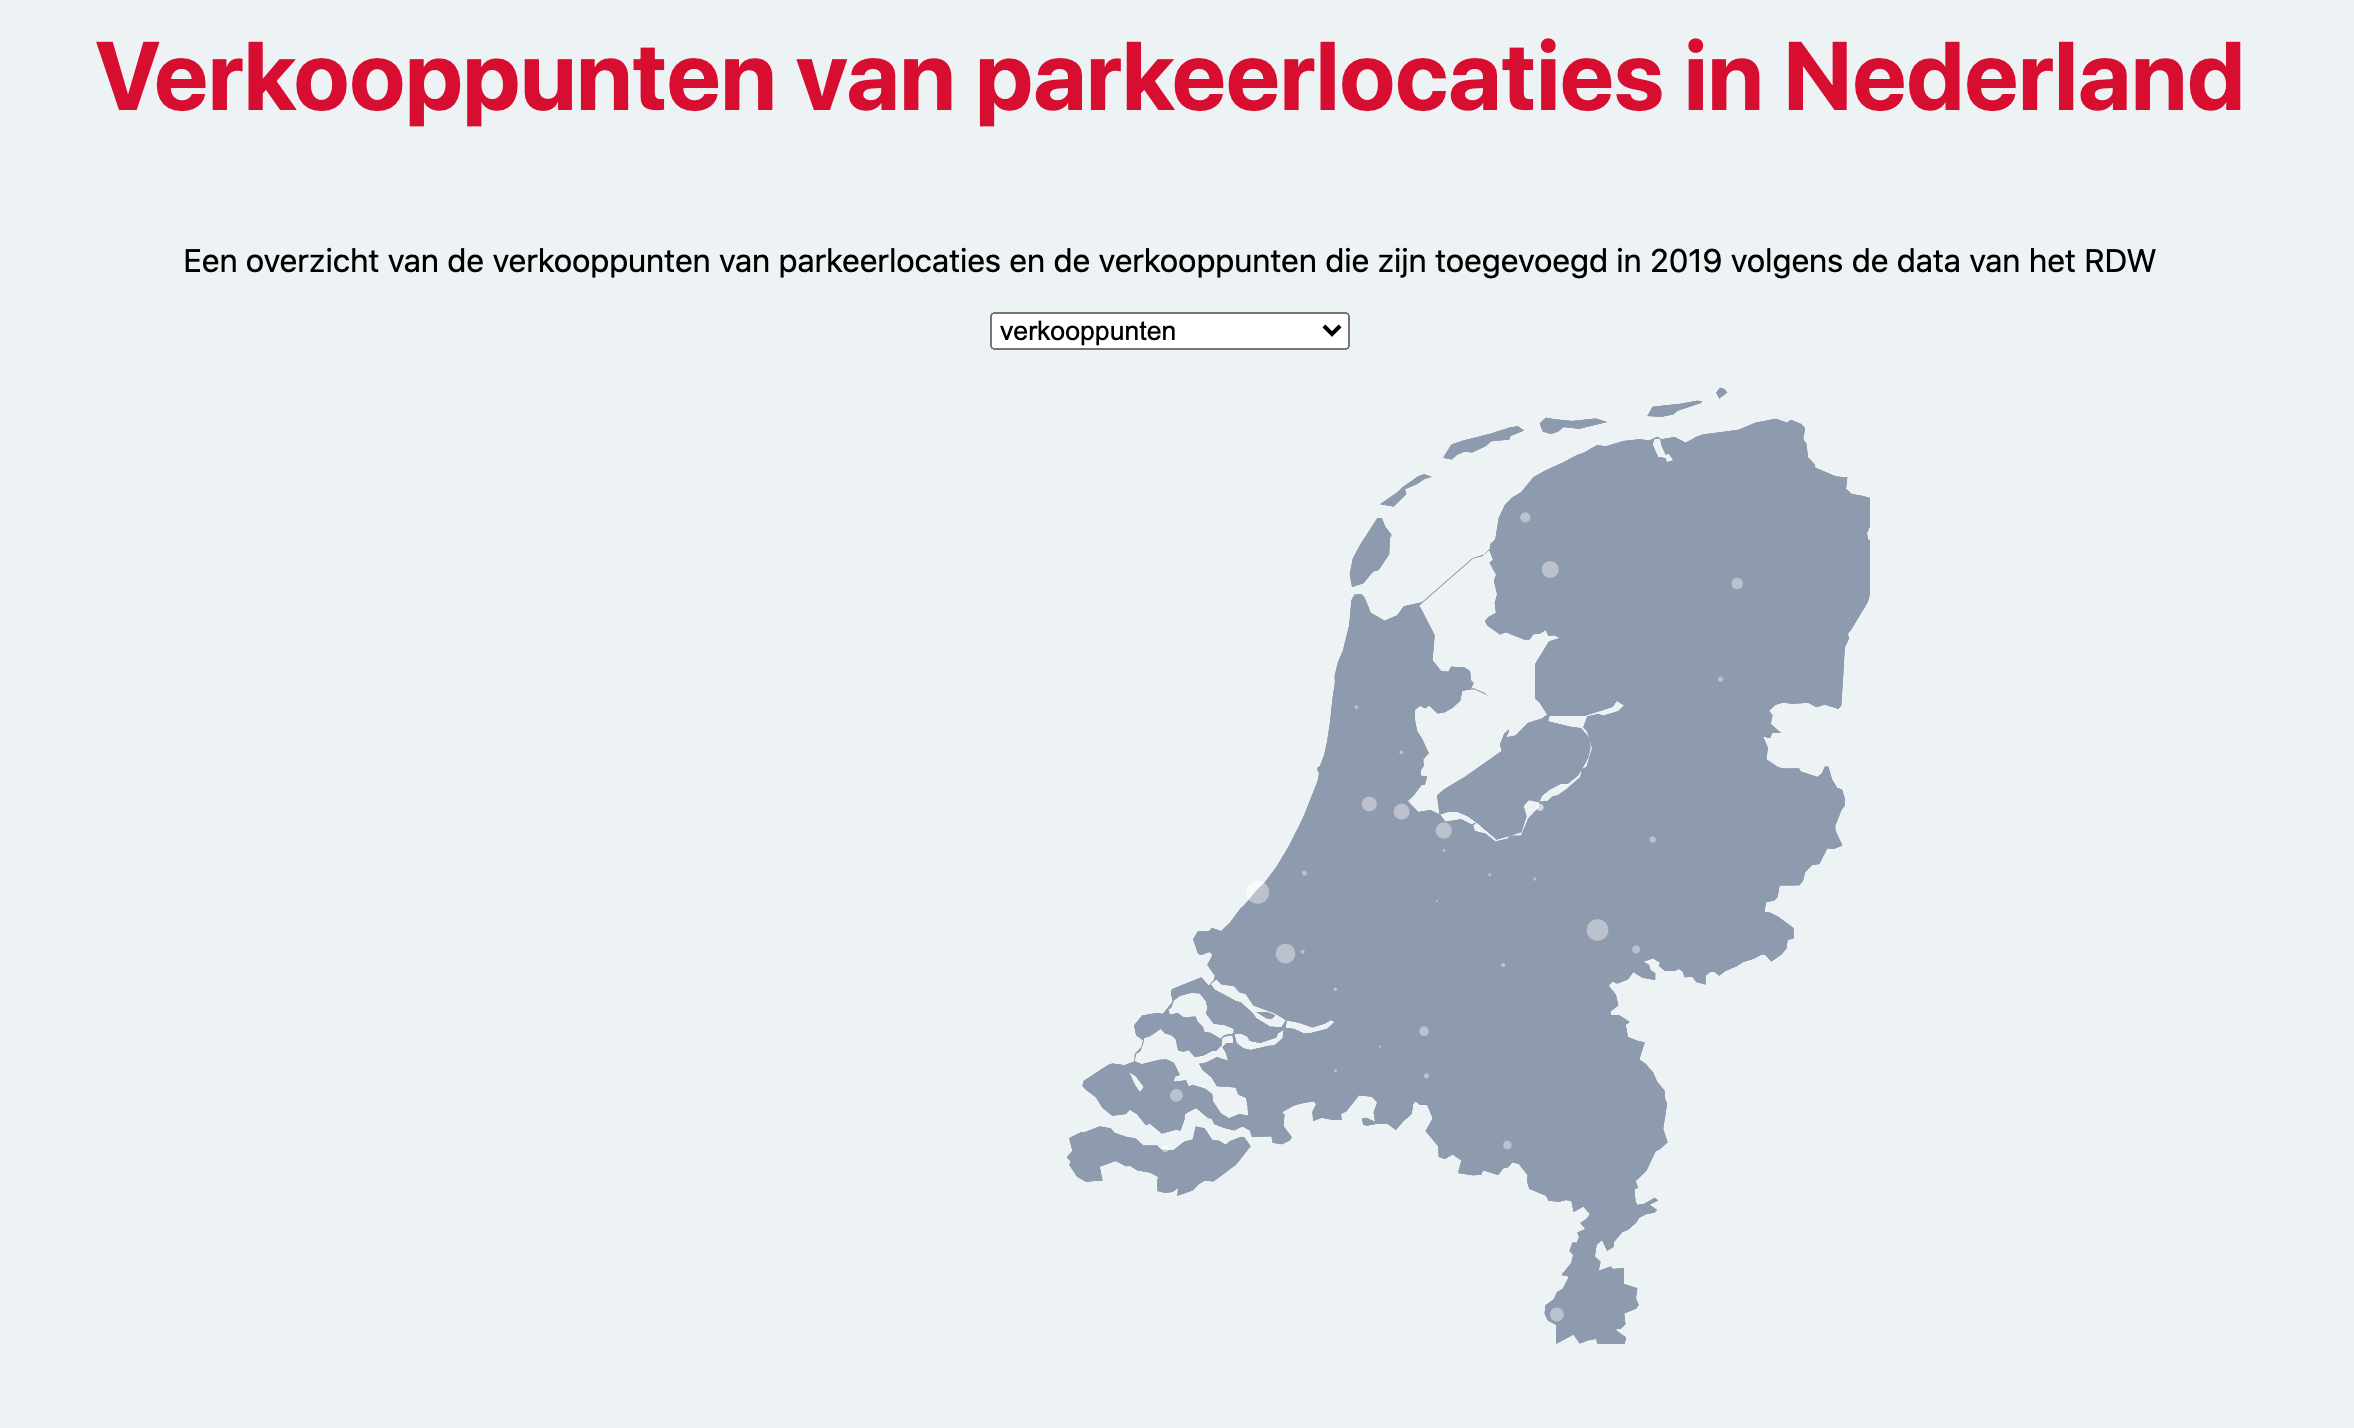 Verkooppunten van parkeerlocaties in Nederland
Een overzicht van de verkooppunten van parkeerlocaties en de verkooppunten die zijn toegevoegd in 2019 volgens de data van het RDW
verkooppunten